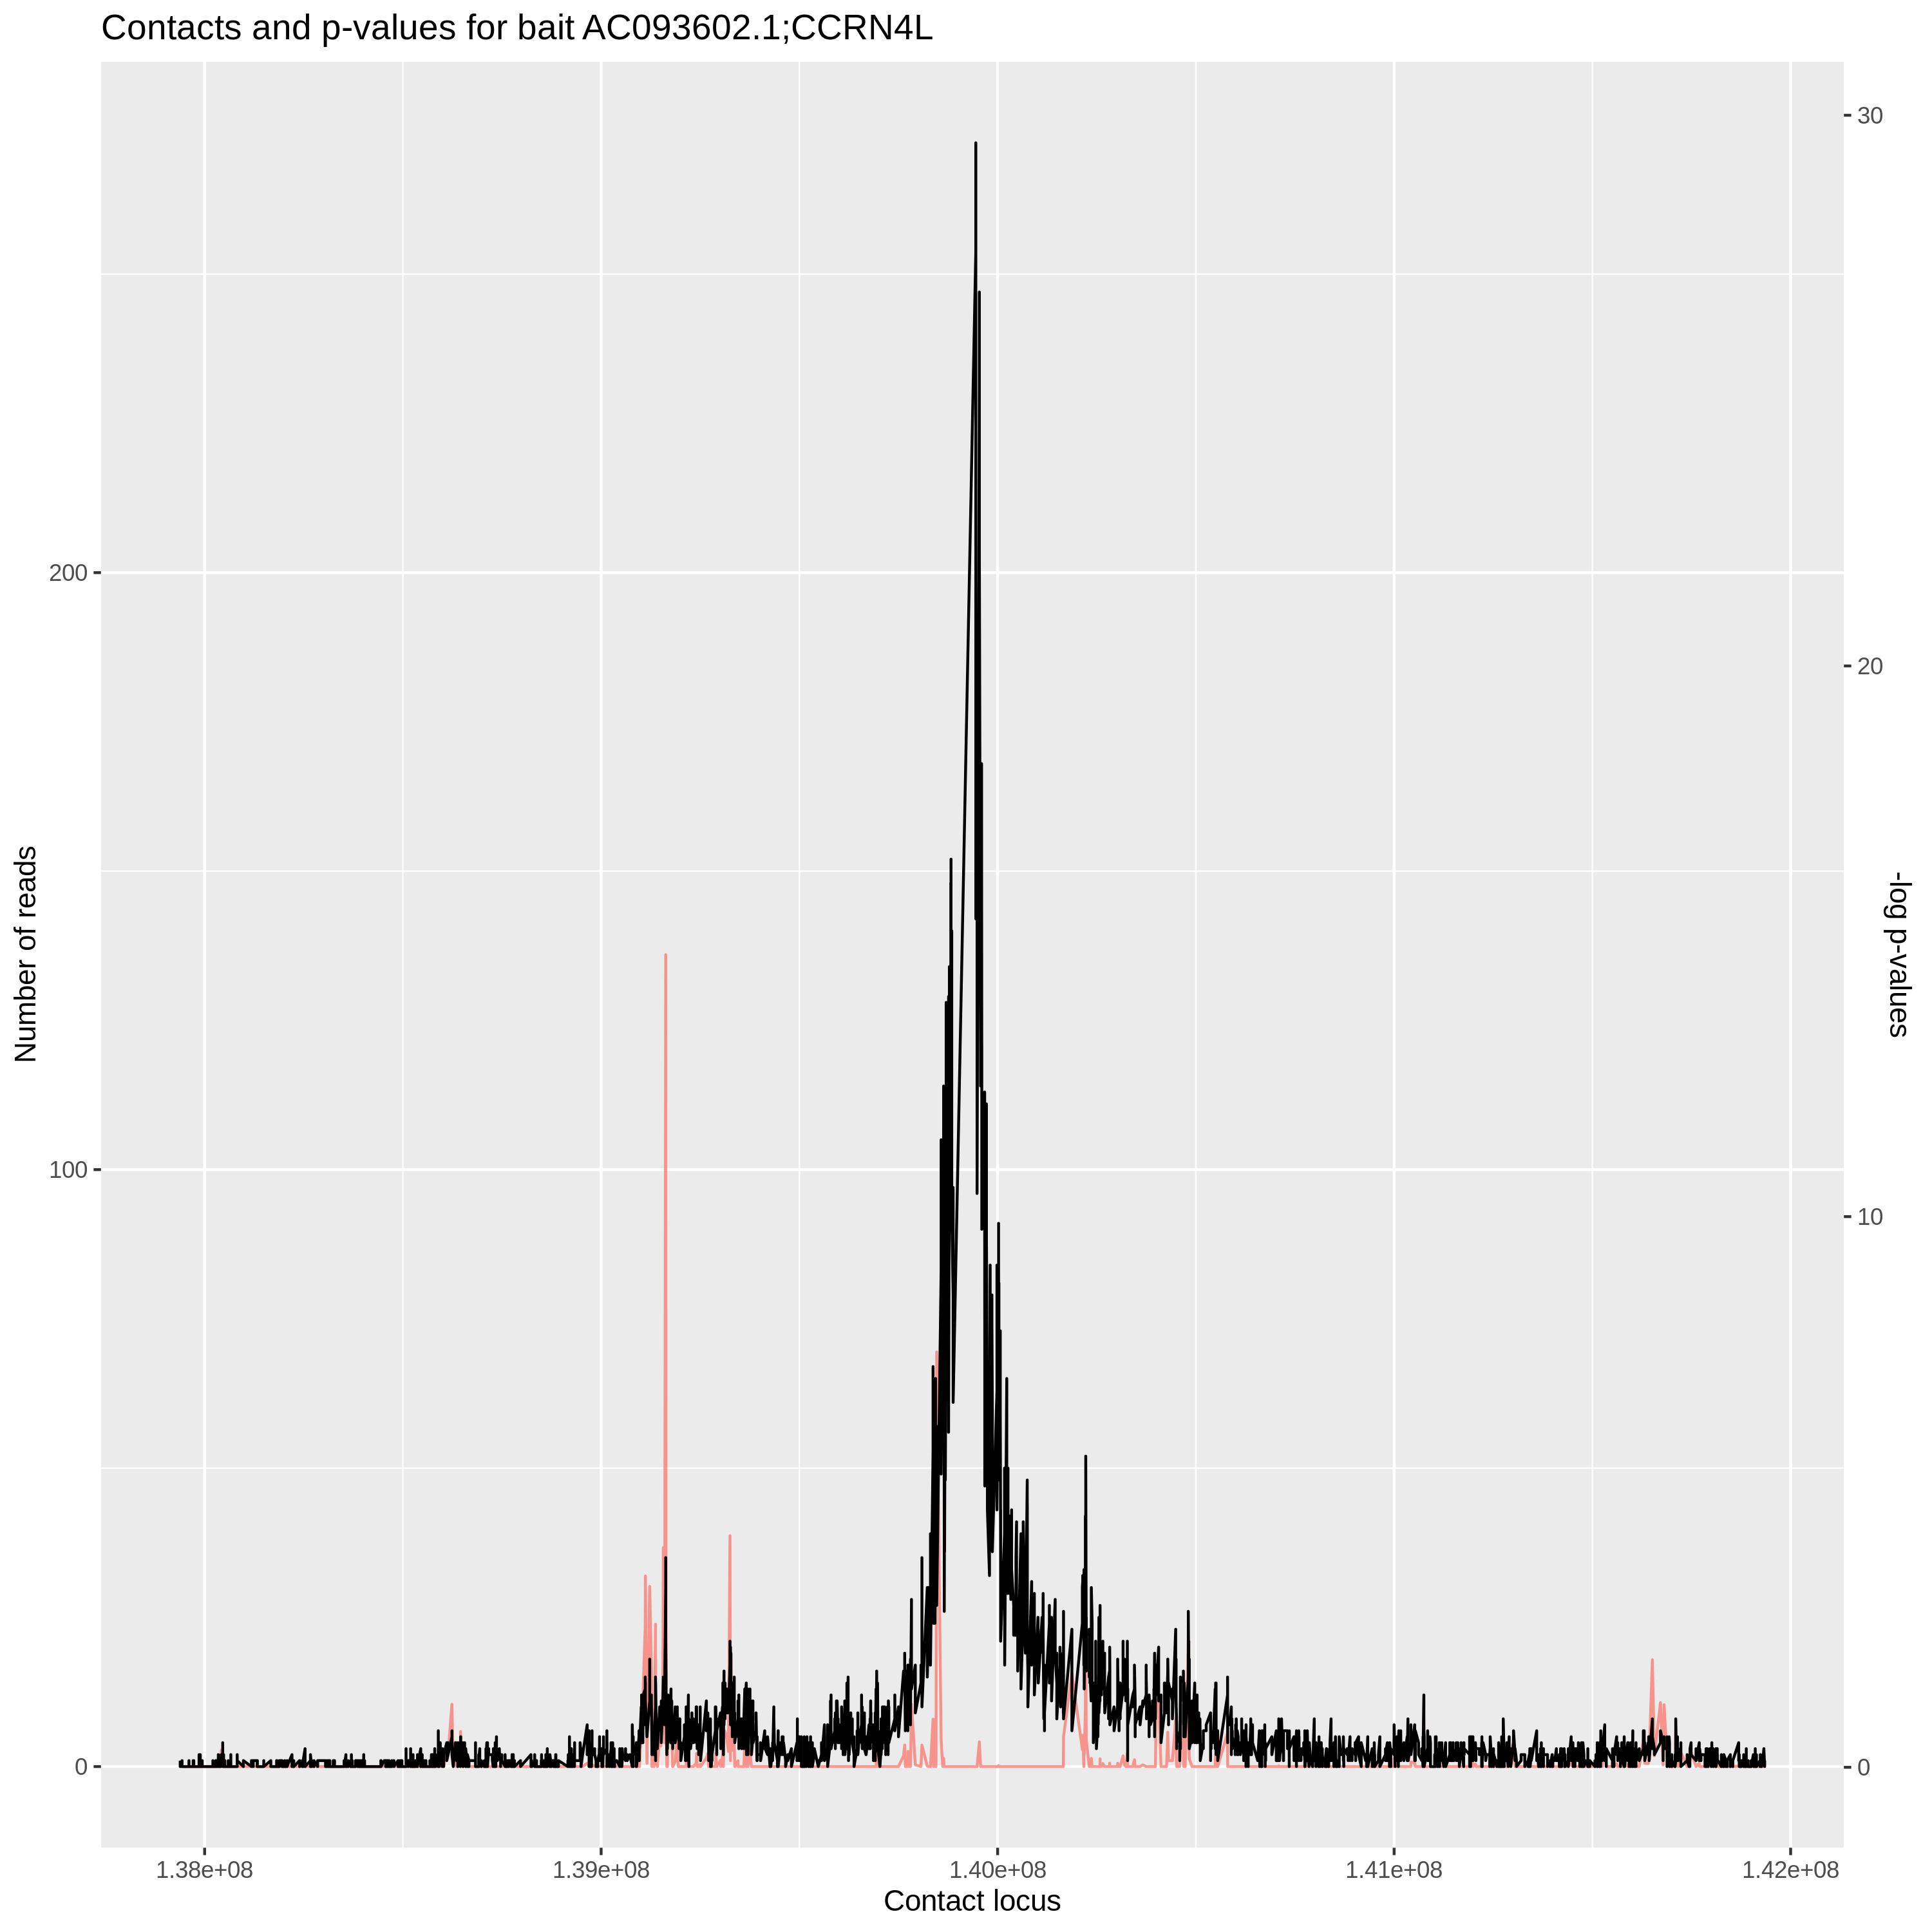 Contacts and p-values for bait AC093602.1;CCRN4L
30
200
20
Number of reads
-log p-values
100
10
0
0
1.38e+08
1.39e+08
1.40e+08
1.41e+08
1.42e+08
Contact locus